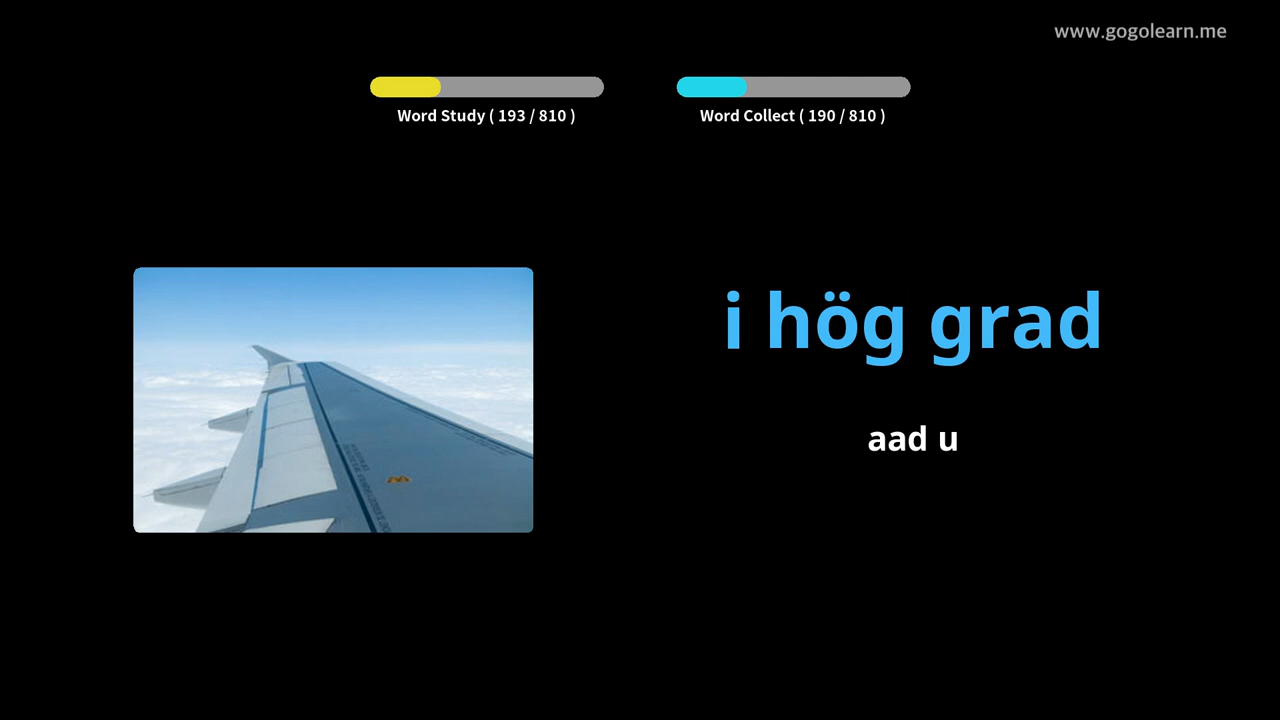 www.gogolearn.me
Word Study ( 193 / 810 )
Word Collect ( 190 / 810 )
i hög grad
aad u